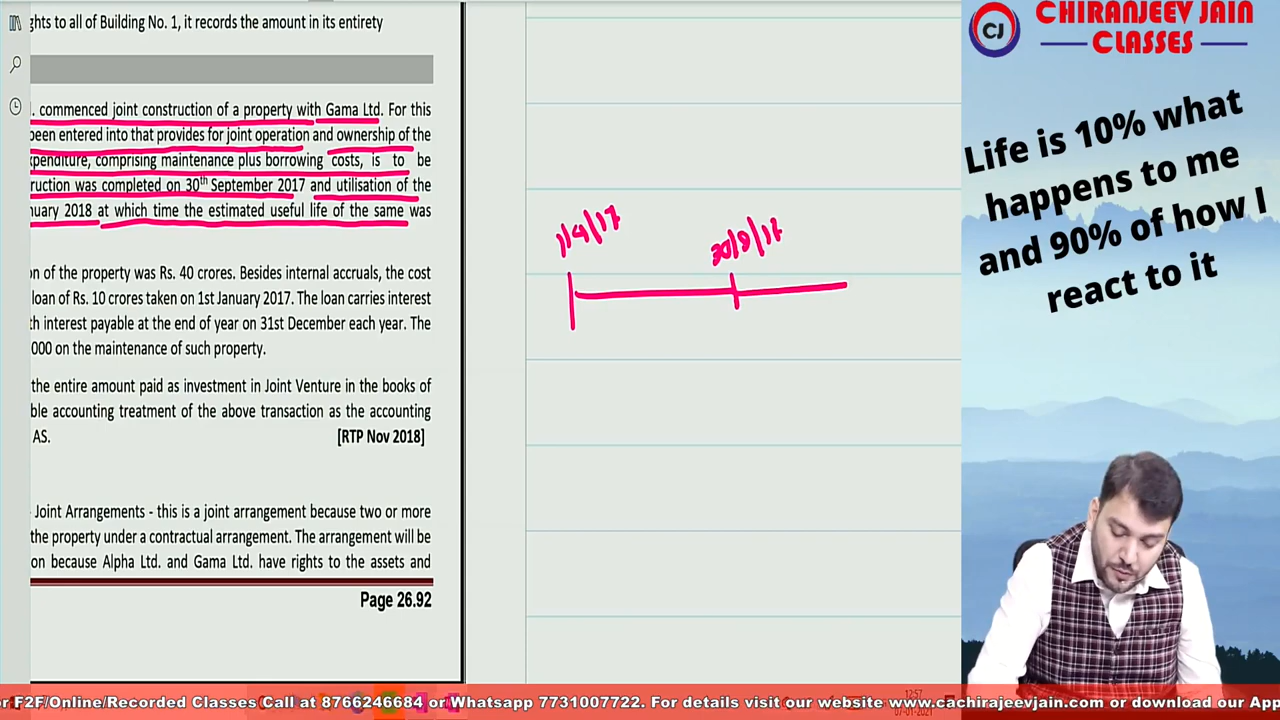 ghts to all of Building No. 1, it records the amount in its entirety
. commenced joint construction of a property with Gama Ltd. For this
been entered into that provides for joint operation and ownership of the
xpenditure, comprising maintenance plus borrowing costs, is to be
ruction was completed on 30th September 2017 and utilisation of the
nuary 2018 at which time the estimated useful life of the same was
n of the property was Rs. 40 crores. Besides internal accruals, the cost
loan of Rs. 10 crores taken on 1st January 2017. The loan carries interest
h interest payable at the end of year on 31st December each year. The
000 on the maintenance of such property.
the entire amount paid as investment in Joint Venture in the books of
ble accounting treatment of the above transaction as the accounting
AS.
[RTP Nov 2018]
Joint Arrangements - this is a joint arrangement because two or more
the property under a contractual arrangement. The arrangement will be
on because Alpha Ltd. and Gama Ltd. have rights to the assets and
Page 26.92
1/4/17
30/9/17
CJ
CHIRANJEEV JAIN
CLASSES
Life is 10% what
happens to me
and 90% of how I
react to it
12:57
07-01-2021
or F2F/Online/Recorded Classes Call at 8766246684 or Whatsapp 7731007722. For details visit our website www.cachirajeevjain.com or download our App